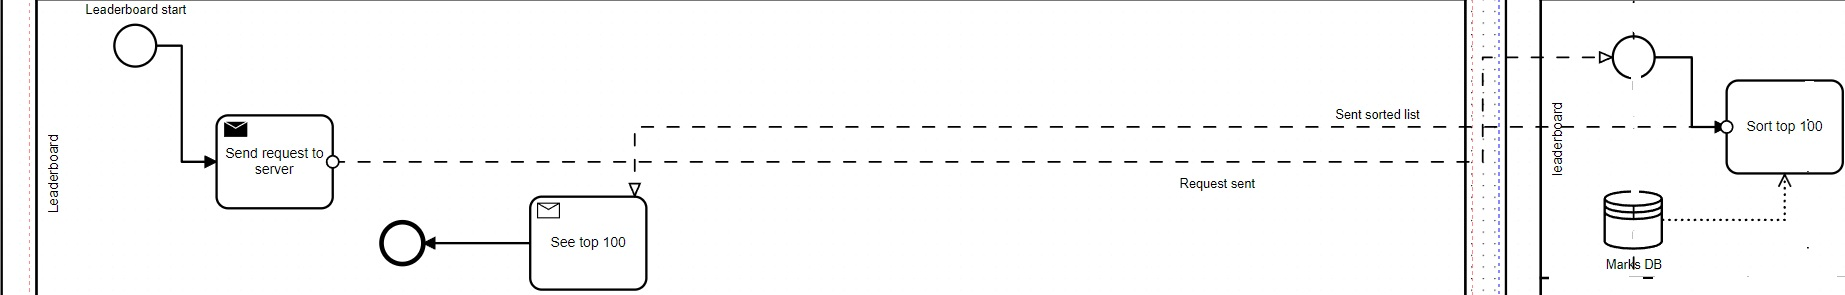 Leaderboard start
Leaderboard
Send request to
server
See top 100
Sent sorted list
Request sent
leaderboard
Sort top 100
Marks DB